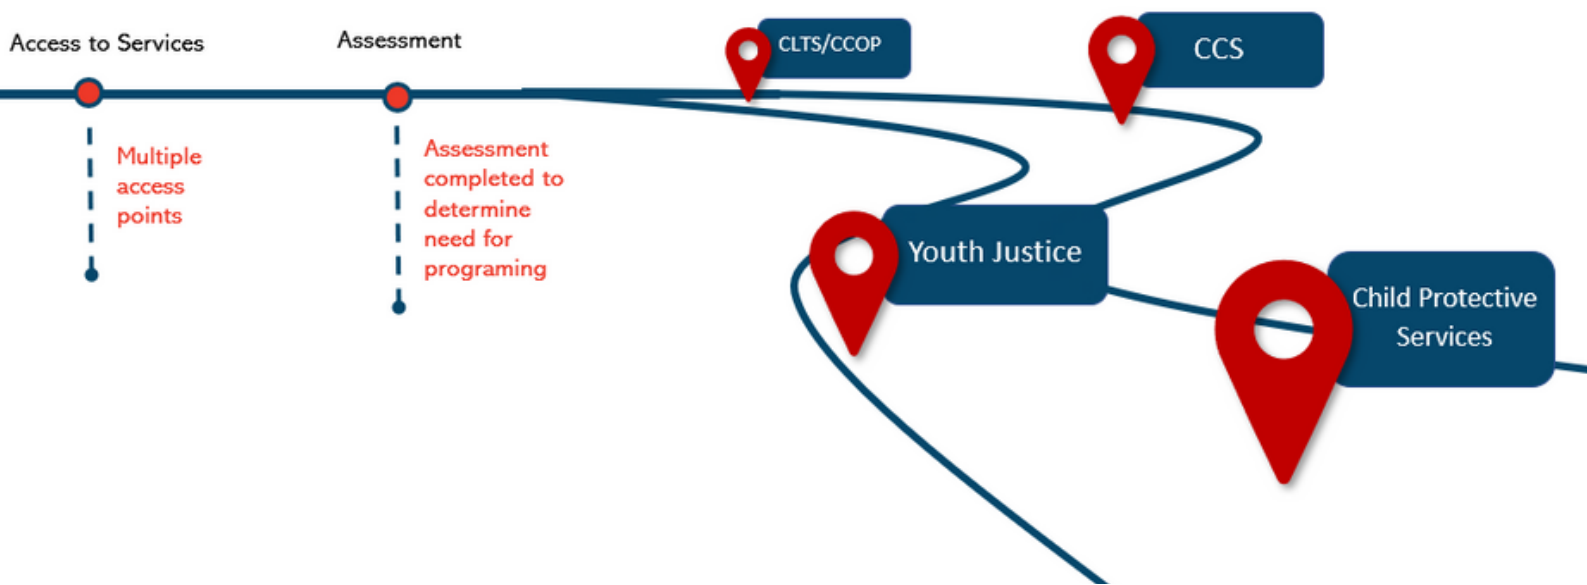 Access to Services
Assessment
CLTS/CCOP
CCS
Multiple
access
points
Assessment
completed to
determine
need for
programing
Youth Justice
Child Protective
Services